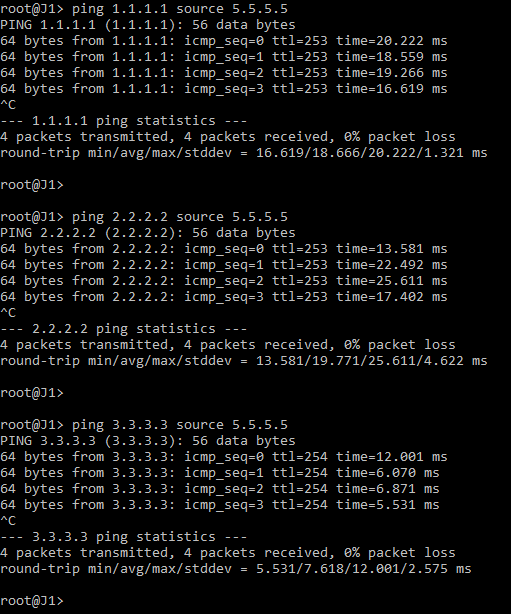 root@J1> ping 1.1.1.1 source 5.5.5.5
PING 1.1.1.1 (1.1.1.1): 56 data bytes
64 bytes from 1.1.1.1: icmp_seq=0 ttl=253 time=20.222 ms
64 bytes from 1.1.1.1: icmp_seq=1 ttl=253 time=18.559 ms
64 bytes from 1.1.1.1: icmp_seq=2 ttl=253 time=19.266 ms
64 bytes from 1.1.1.1: icmp_seq=3 ttl=253 time=16.619 ms
^C
--- 1.1.1.1 ping statistics ---
4 packets transmitted, 4 packets received, 0% packet loss
round-trip min/avg/max/stddev = 16.619/18.666/20.222/1.321 ms
root@J1>
root@J1> ping 2.2.2.2 source 5.5.5.5
PING 2.2.2.2 (2.2.2.2): 56 data bytes
64 bytes from 2.2.2.2: icmp_seq=0 ttl=253 time=13.581 ms
64 bytes from 2.2.2.2: icmp_seq=1 ttl=253 time=22.492 ms
64 bytes from 2.2.2.2: icmp_seq=2 ttl=253 time=25.611 ms
64 bytes from 2.2.2.2: icmp_seq=3 ttl=253 time=17.402 ms
^C
--- 2.2.2.2 ping statistics ---
4 packets transmitted, 4 packets received, 0% packet loss
round-trip min/avg/max/stddev = 13.581/19.771/25.611/4.622 ms
root@J1>
root@J1> ping 3.3.3.3 source 5.5.5.5
PING 3.3.3.3 (3.3.3.3): 56 data bytes
64 bytes from 3.3.3.3: icmp_seq=0 ttl=254 time=12.001 ms
64 bytes from 3.3.3.3: icmp_seq=1 ttl=254 time=6.070 ms
64 bytes from 3.3.3.3: icmp_seq=2 ttl=254 time=6.871 ms
64 bytes from 3.3.3.3: icmp_seq=3 ttl=254 time=5.531 ms
^C
--- 3.3.3.3 ping statistics ---
4 packets transmitted, 4 packets received, 0% packet loss
round-trip min/avg/max/stddev = 5.531/7.618/12.001/2.575 ms
root@J1>